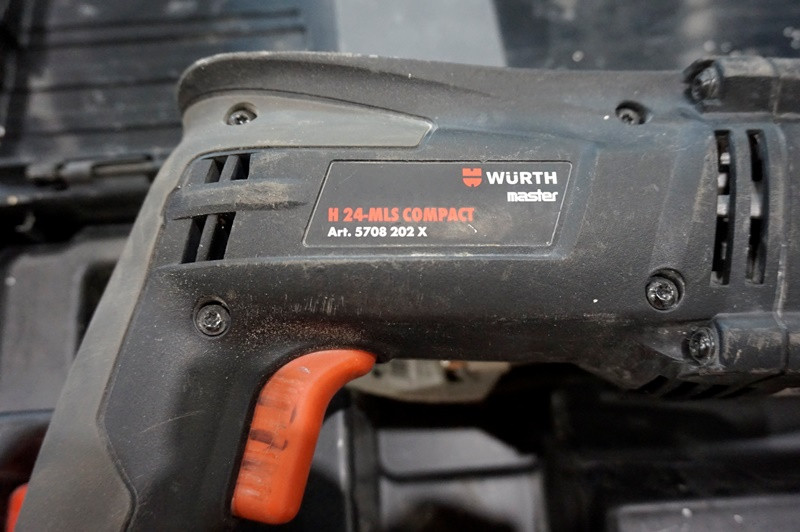 WÜRTH
master
H 24-MLS COMPACT
Art. 5708 202 X